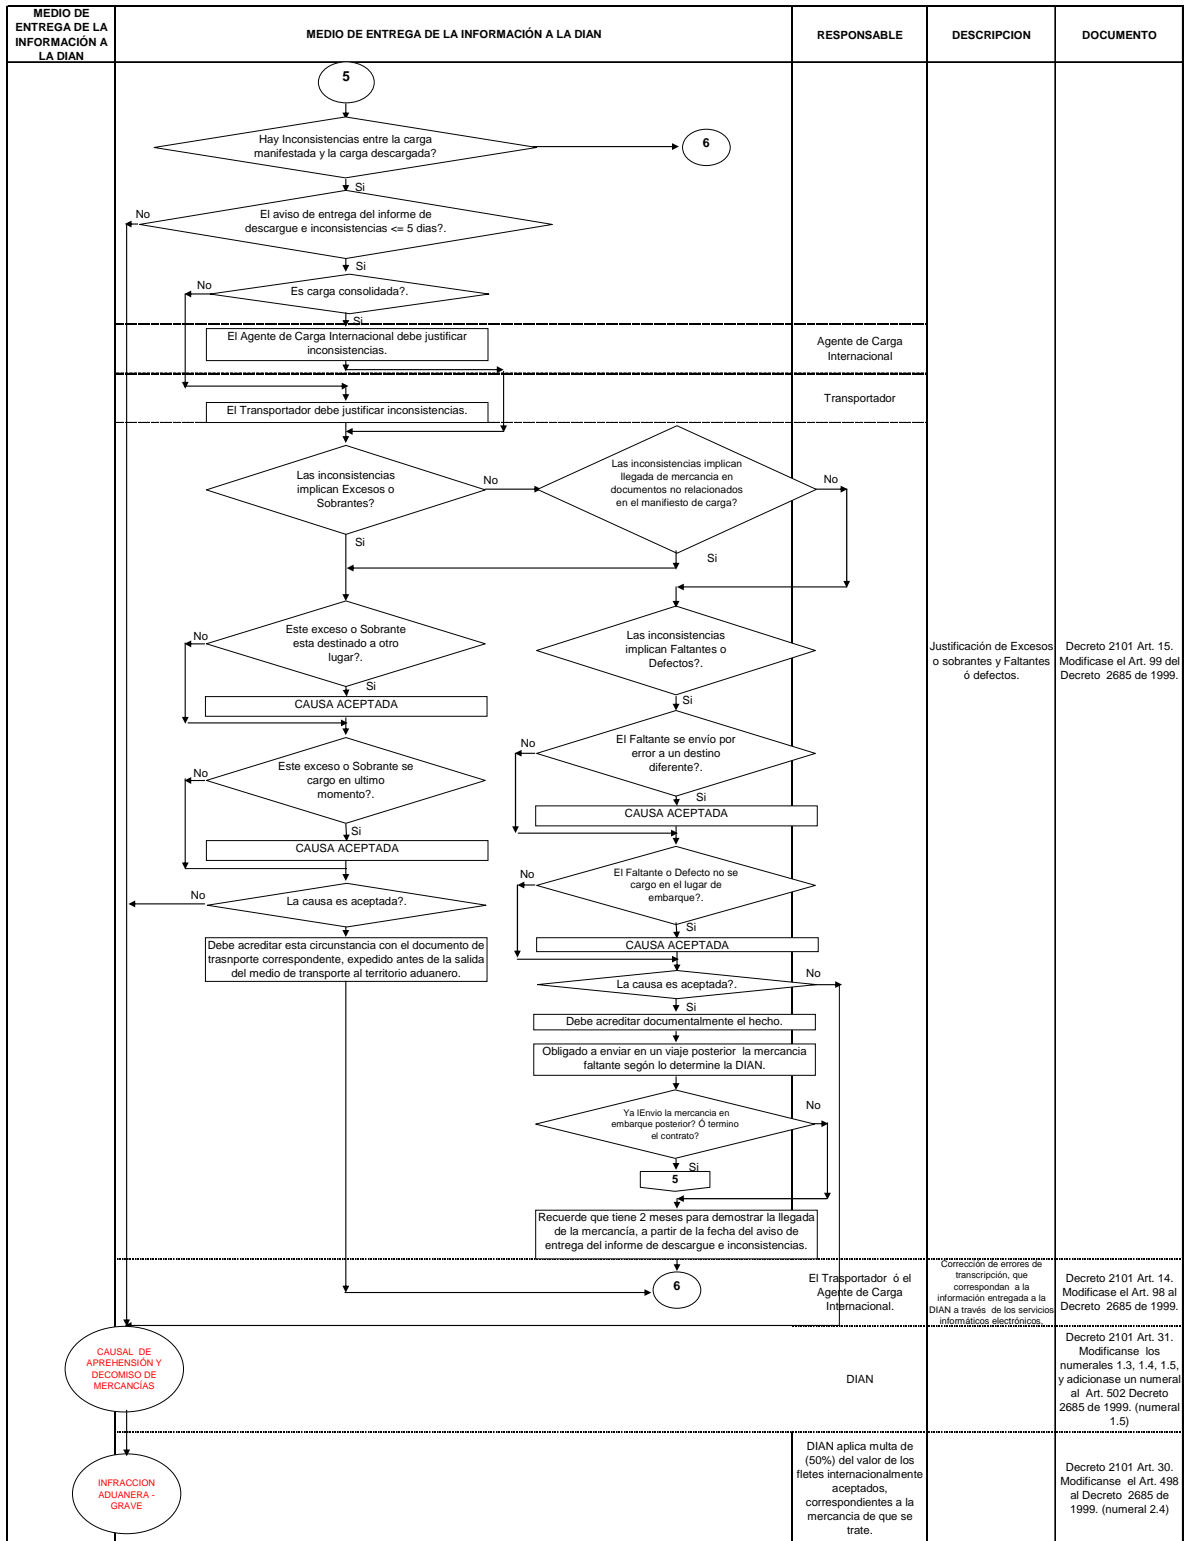 MEDIO DE
ENTREGA DE LA
INFORMACIÓN A
LA DIAN
MEDIO DE ENTREGA DE LA INFORMACIÓN A LA DIAN
RESPONSABLE
DESCRIPCION
DOCUMENTO
5
Hay Inconsistencias entre la carga
manifestada y la carga descargada?
6
Si
No
El aviso de entrega del informe de
descargue e inconsistencias <= 5 dias?.
Si
No
Es carga consolidada?.
Si
El Agente de Carga Internacional debe justificar
inconsistencias.
Agente de Carga
Internacional
El Transportador debe justificar inconsistencias.
Transportador
Las inconsistencias
implican Excesos o
Sobrantes?
No
Las inconsistencias implican
llegada de mercancia en
documentos no relacionados
en el manifiesto de carga?
No
Si
Si
No
Este exceso o Sobrante
esta destinado a otro
lugar?.
Si
CAUSA ACEPTADA
Las inconsistencias
implican Faltantes o
Defectos?.
Si
Justificación de Excesos
o sobrantes y Faltantes
ó defectos.
Decreto 2101 Art. 15.
Modificase el Art. 99 del
Decreto 2685 de 1999.
No
Este exceso o Sobrante se
cargo en ultimo
momento?.
Si
CAUSA ACEPTADA
No
El Faltante se envío por
error a un destino
diferente?.
Si
CAUSA ACEPTADA
No
La causa es aceptada?.
No
El Faltante o Defecto no se
cargo en el lugar de
embarque?.
Si
CAUSA ACEPTADA
Debe acreditar esta circunstancia con el documento de
trasnporte correspondente, expedido antes de la salida
del medio de transporte al territorio aduanero.
La causa es aceptada?.
No
Si
Debe acreditar documentalmente el hecho.
Obligado a enviar en un viaje posterior la mercancia
faltante según lo determine la DIAN.
Ya lEnvio la mercancia en
embarque posterior? Ó termino
el contrato?
No
Si
5
Recuerde que tiene 2 meses para demostrar la llegada
de la mercancía, a partir de la fecha del aviso de
entrega del informe de descargue e inconsistencias.
6
El Trasportador ó el
Agente de Carga
Internacional.
Corrección de errores de
transcripción, que
correspondan a la
información entregada a la
DIAN a través de los servicios
informáticos electrónicos.
Decreto 2101 Art. 14.
Modificase el Art. 98 al
Decreto 2685 de 1999.
CAUSAL DE
APREHENSIÓN Y
DECOMISO DE
MERCANCÍAS
DIAN
Decreto 2101 Art. 31.
Modificanse los
numerales 1.3, 1.4, 1.5,
y adicionase un numeral
al Art. 502 Decreto
2685 de 1999. (numeral
1.5)
INFRACCION
ADUANERA -
GRAVE
DIAN aplica multa de
(50%) del valor de los
fletes internacionalmente
aceptados,
correspondientes a la
mercancia de que se
trate.
Decreto 2101 Art. 30.
Modificanse el Art. 498
al Decreto 2685 de
1999. (numeral 2.4)